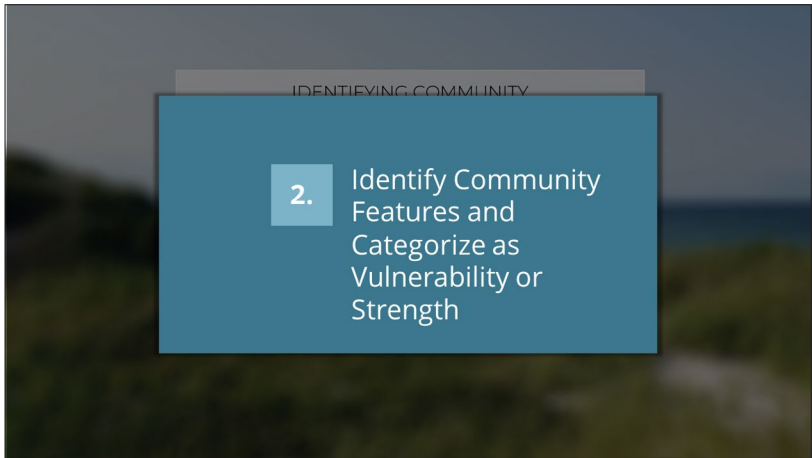 IDENTIFYING COMMUNITY
2.
Identify Community
Features and
Categorize as
Vulnerability or
Strength